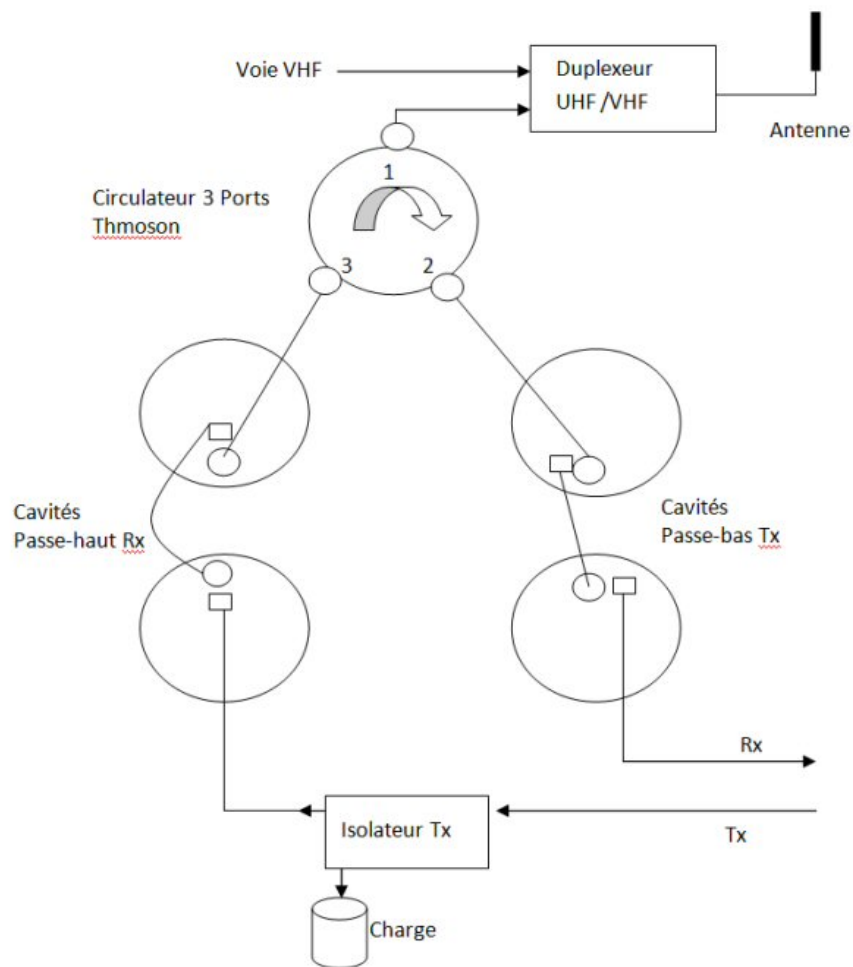 Voie VHF
Duplexeur
UHF /VHF
Antenne
1
Circulateur 3 Ports
Thmoson
3
2
Cavités
Passe-haut Rx
Cavités
Passe-bas Tx
Rx
Isolateur Tx
Tx
Charge